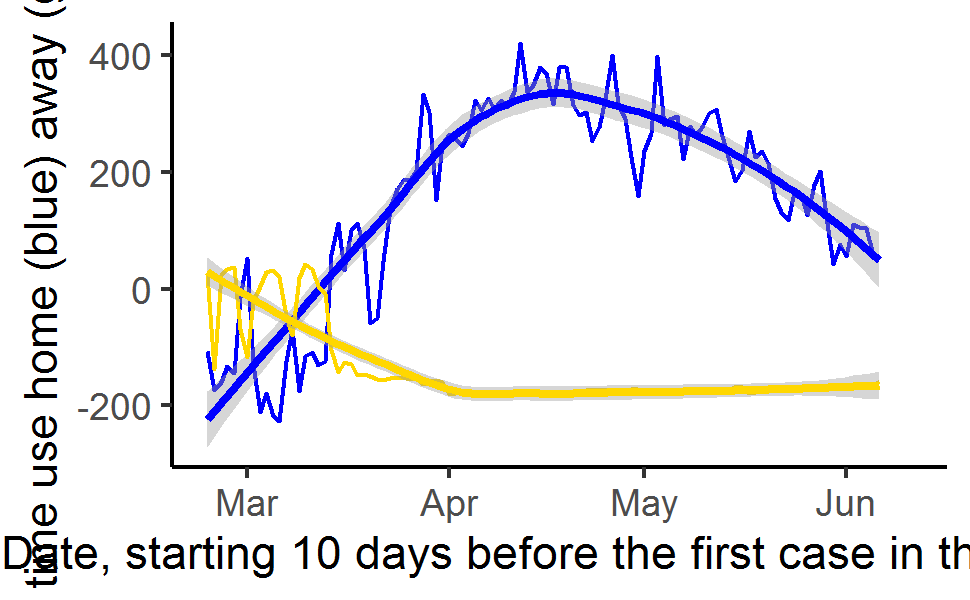 time use home (blue) away (g
400
200
0
-200
Mar Apr May Jun
Date, starting 10 days before the first case in th